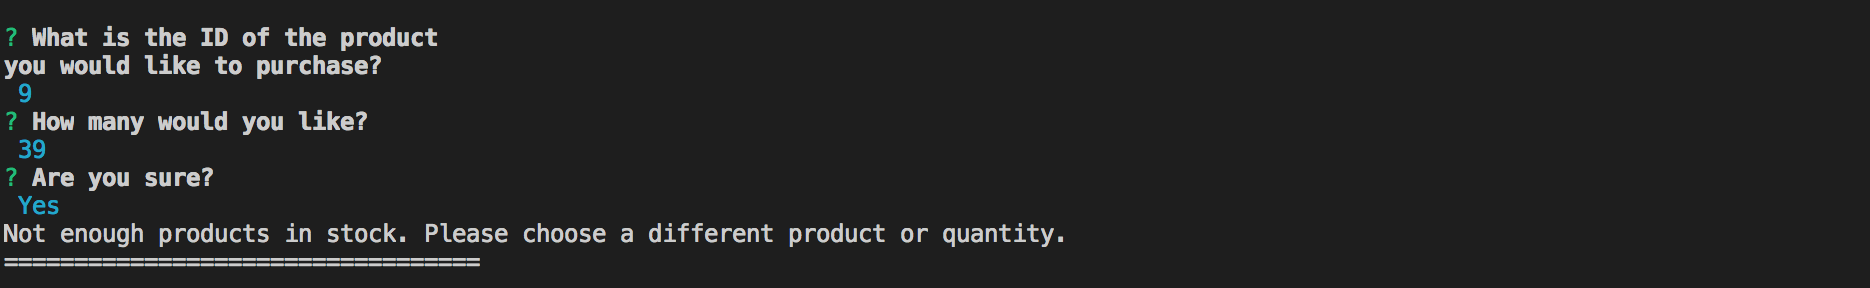 ? What is the ID of the product
you would like to purchase?
9
? How many would you like?
39
? Are you sure?
Yes
Not enough products in stock. Please choose a different product or quantity.
==================================